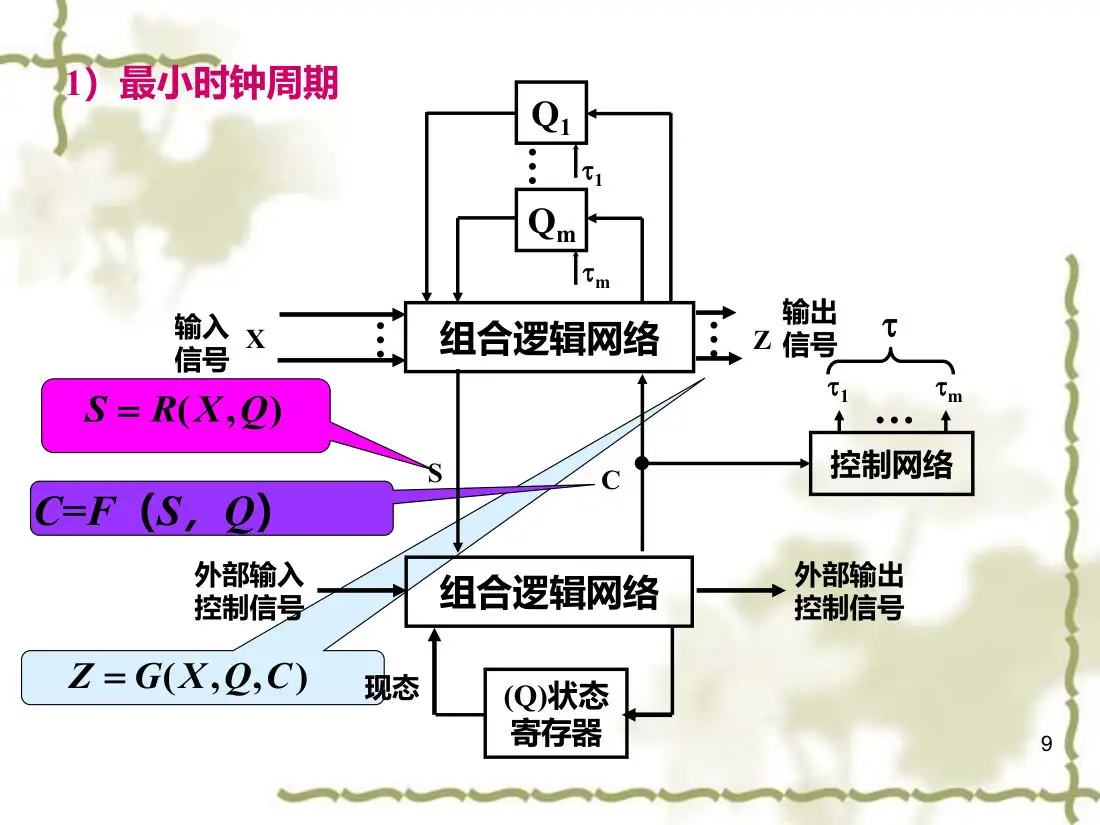 1）最小时钟周期
Q1
⋮
τ1
Qm
τm
输入
信号
X
⋮
组合逻辑网络
⋮
Z
输出
信号
τ
τ1
τm
…
控制网络
S = R(X,Q)
S
C
C=F（S，Q）
外部输入
控制信号
组合逻辑网络
外部输出
控制信号
Z = G(X,Q,C)
现态
(Q)状态
寄存器
9